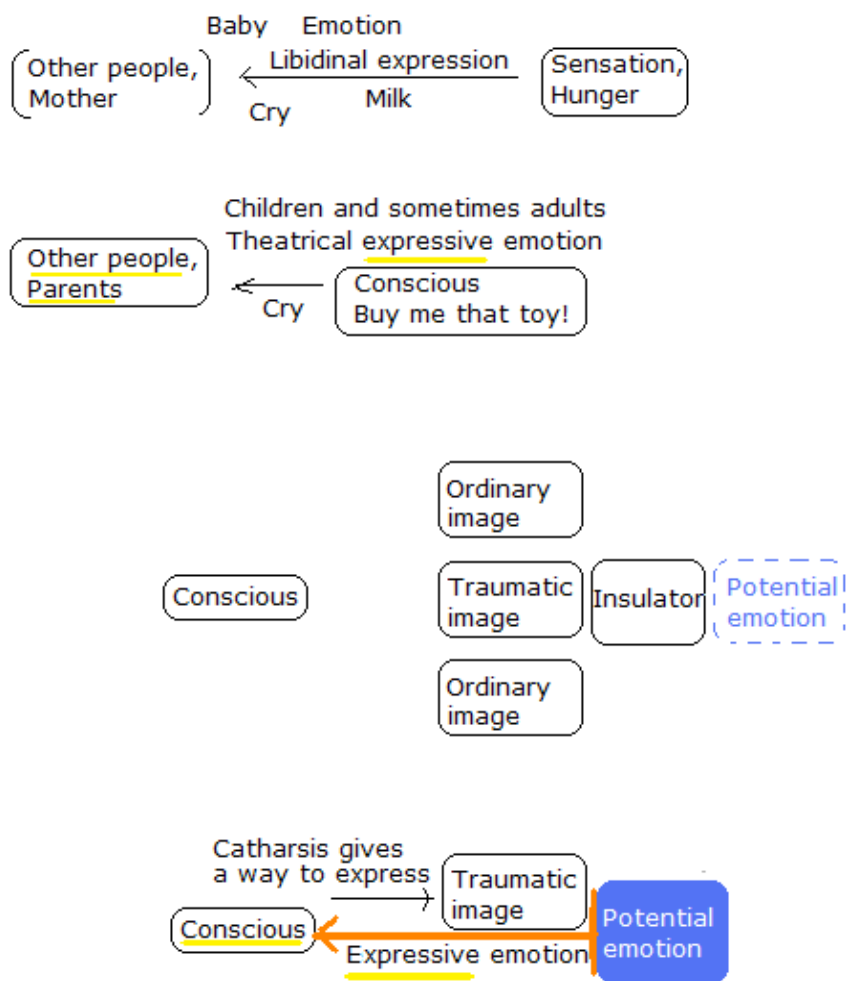 Baby Emotion
Other people,
Mother
Libidinal expression
Cry
Milk
Sensation,
Hunger
Children and sometimes adults
Theatrical expressive emotion
Other people,
Parents
Cry
Conscious
Buy me that toy!
Ordinary
image
Conscious
Traumatic
image
Insulator
Potential
emotion
Ordinary
image
Catharsis gives
a way to express
Traumatic
image
Conscious
Expressive emotion
Potential
emotion